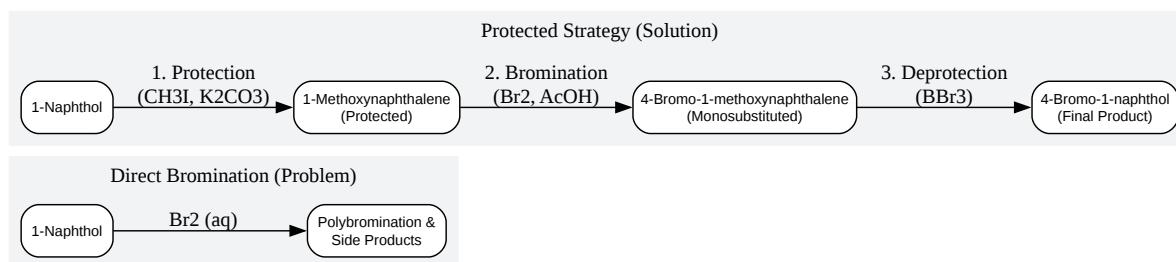 Protected Strategy (Solution)
1-Naphthol
1. Protection
(CH3I, K2CO3)
1-Methoxynaphthalene
(Protected)
2. Bromination
(Br2, AcOH)
4-Bromo-1-methoxynaphthalene
(Monosubstituted)
3. Deprotection
(BBr3)
4-Bromo-1-naphthol
(Final Product)
Direct Bromination (Problem)
1-Naphthol
Br2 (aq)
Polybromination &
Side Products